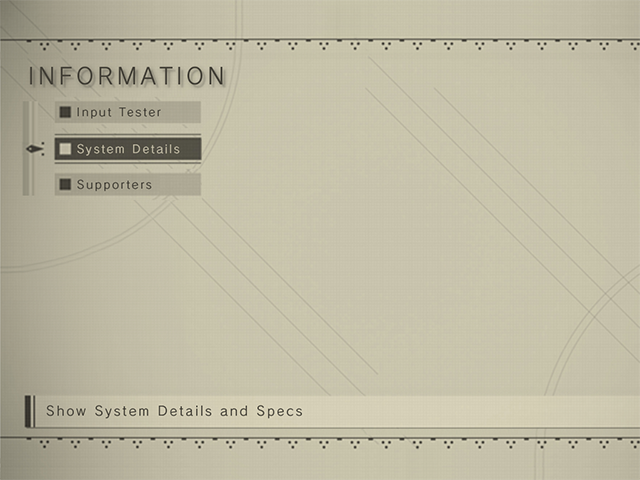 INFORMATION
Input Tester
System Details
Supporters
Show System Details and Specs